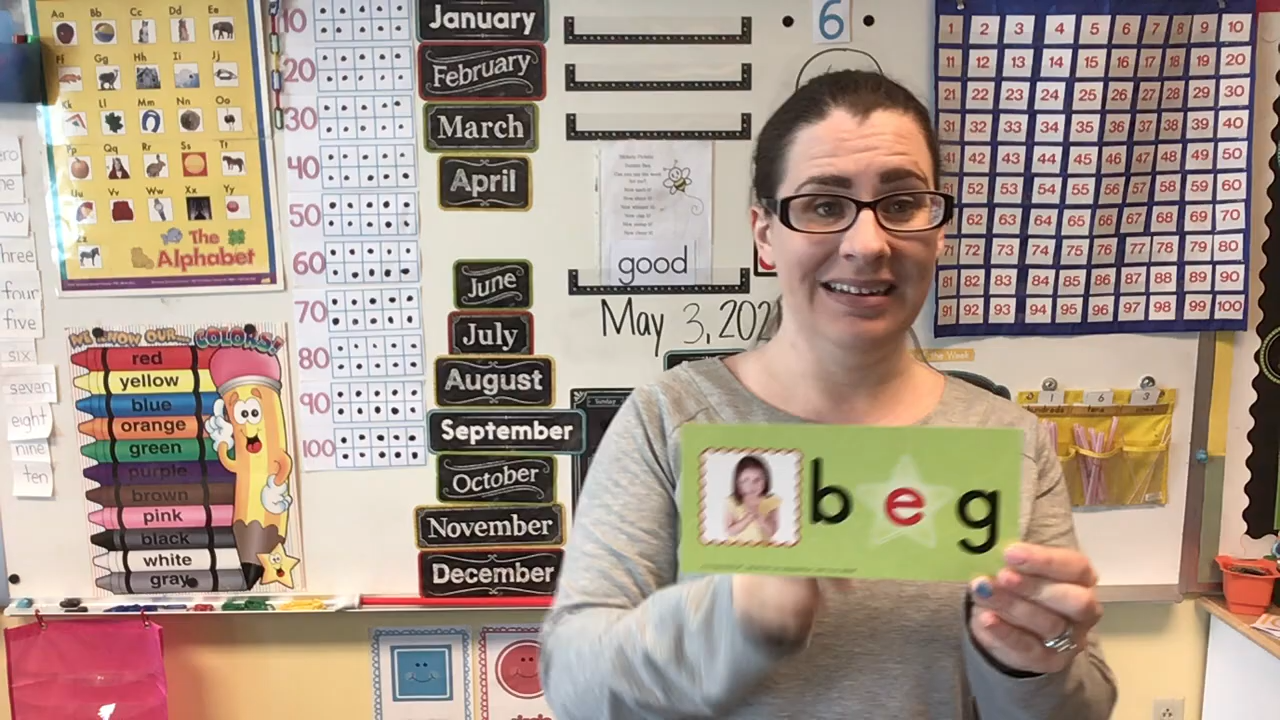 Aa Bb Cc Dd Ee
Ff Gg Hh Ii Jj
Kk Ll Mm Nn Oo
Pp Qq Rr Ss Tt
Uu Vv Ww Xx Yy
The
Alphabet
two
four
five
six
seven
eight
nine
ten
WE KNOW OUR... COLORS!
red
yellow
blue
orange
green
purple
brown
pink
black
white
gray
10
20
30
40
50
60
70
80
90
100
January
February
March
April
June
July
August
September
October
November
December
6
good
May 3, 202
Sunday
1 2 3 4 5 6 7 8 9 10
11 12 13 14 15 16 17 18 19 20
21 22 23 24 25 26 27 28 29 30
31 32 33 34 35 36 37 38 39 40
41 42 43 44 45 46 47 48 49 50
51 52 53 54 55 56 57 58 59 60
62 63 64 65 66 67 68 69 70
71 72 73 74 75 76 77 78 79 80
81 82 83 84 85 86 87 88 89 90
91 92 93 94 95 96 97 98 99 100
the Week
1 6 3
tens
beg